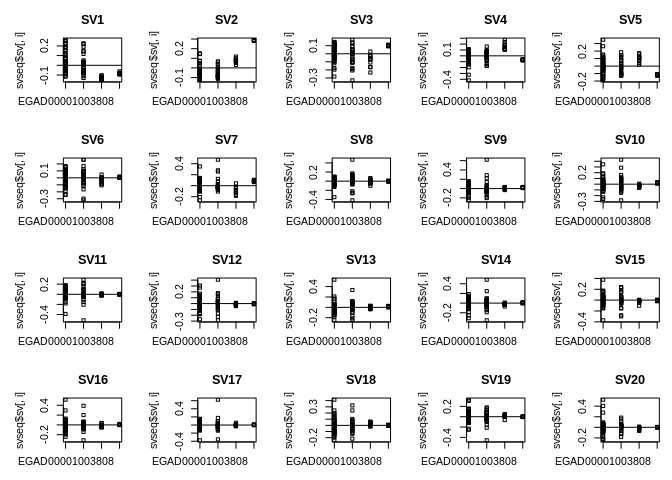 SV1 SV2 SV3 SV4 SV5
svseq$sv[, i] -0.1 0.2 svseq$sv[, i] -0.1 0.2 svseq$sv[, i] -0.3 0.1 svseq$sv[, i] -0.4 0.1 svseq$sv[, i] -0.2 0.2
EGAD00001003808 EGAD00001003808 EGAD00001003808 EGAD00001003808 EGAD00001003808
SV6 SV7 SV8 SV9 SV10
svseq$sv[, i] -0.3 0.1 svseq$sv[, i] -0.2 0.4 svseq$sv[, i] -0.4 0.2 svseq$sv[, i] -0.2 0.4 svseq$sv[, i] -0.2 0.4
EGAD00001003808 EGAD00001003808 EGAD00001003808 EGAD00001003808 EGAD00001003808
SV11 SV12 SV13 SV14 SV15
svseq$sv[, i] -0.4 0.2 svseq$sv[, i] -0.3 0.2 svseq$sv[, i] -0.2 0.4 svseq$sv[, i] -0.2 0.4 svseq$sv[, i] -0.4 0.2
EGAD00001003808 EGAD00001003808 EGAD00001003808 EGAD00001003808 EGAD00001003808
SV16 SV17 SV18 SV19 SV20
svseq$sv[, i] -0.2 0.4 svseq$sv[, i] -0.4 0.4 svseq$sv[, i] -0.2 0.3 svseq$sv[, i] -0.4 0.2 svseq$sv[, i] -0.2 0.4
EGAD00001003808 EGAD00001003808 EGAD00001003808 EGAD00001003808 EGAD00001003808